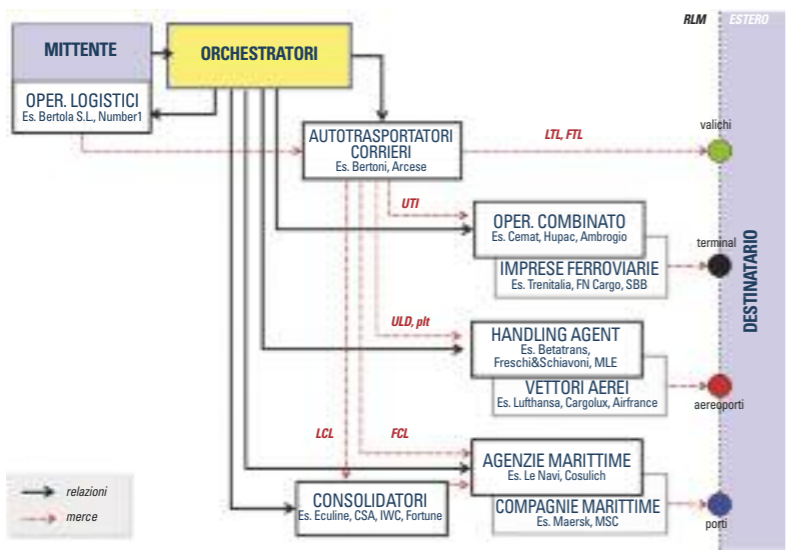 RLM ESTERO
MITTENTE
ORCHESTRATORI
OPER. LOGISTICI
Es. Bertola S.L., Number1
AUTOTRASPORTATORI
CORRIERI
Es. Bertoni, Arcese
LTL, FTL
valichi
UTI
OPER. COMBINATO
Es. Cemat, Hupac, Ambrogio
terminal
IMPRESE FERROVIARIE
Es. Trenitalia, FN Cargo, SBB
DESTINATARIO
ULD, plt
HANDLING AGENT
Es. Betatrans,
Freschi&Schiavoni, MLE
VETTORI AEREI
Es. Lufthansa, Cargolux, Airfrance
aereoporti
LCL
FCL
AGENZIE MARITTIME
Es. Le Navi, Cosulich
CONSOLIDATORI
Es. Eculine, CSA, IWC, Fortune
COMPAGNIE MARITTIME
Es. Maersk, MSC
porti
relazioni
merce